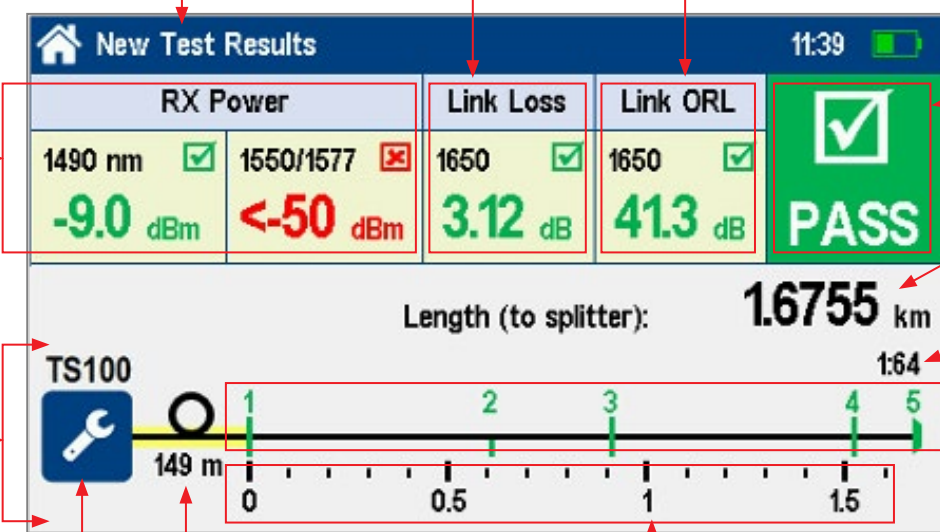 New Test Results 11:39
RX Power Link Loss Link ORL
1490 nm 1550/1577 1650 1650
-9.0 dBm <-50 dBm 3.12 dB 41.3 dB PASS
Length (to splitter): 1.6755 km
TS100 1:64
1 2 3 4 5
149 m
0 0.5 1 1.5